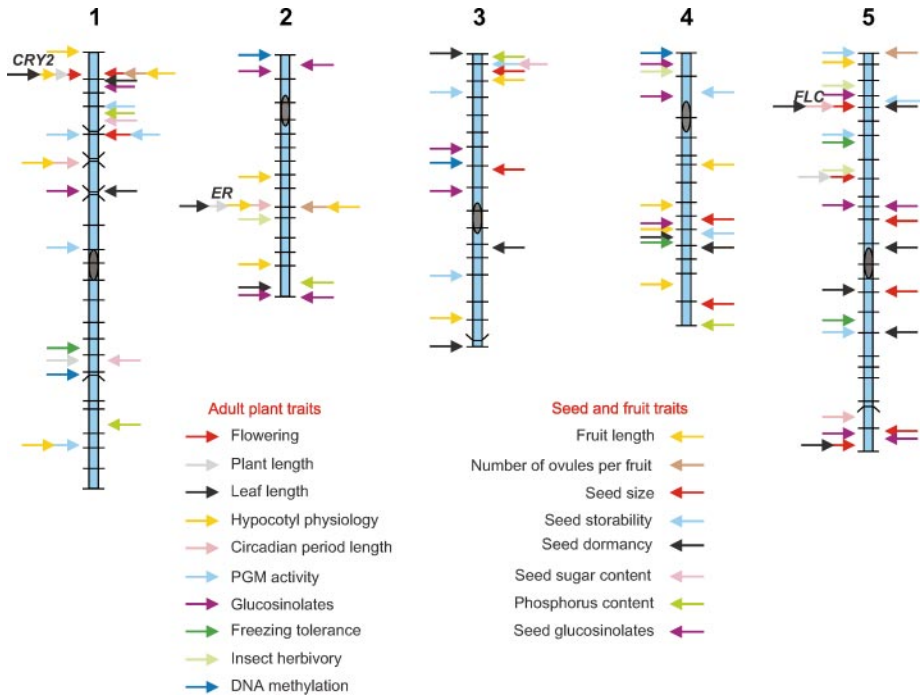 1 2 3 4 5
CRY2
FLC
ER
Adult plant traits
Flowering
Plant length
Leaf length
Hypocotyl physiology
Circadian period length
PGM activity
Glucosinolates
Freezing tolerance
Insect herbivory
DNA methylation
Seed and fruit traits
Fruit length
Number of ovules per fruit
Seed size
Seed storability
Seed dormancy
Seed sugar content
Phosphorus content
Seed glucosinolates